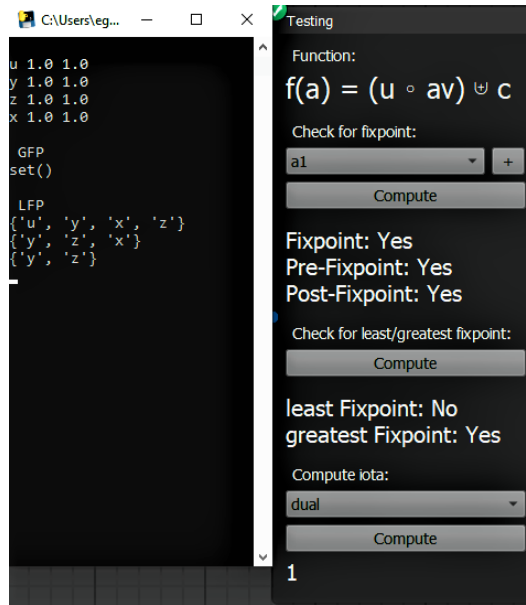 C:\Users\eg...
u 1.0 1.0
y 1.0 1.0
z 1.0 1.0
x 1.0 1.0
GFP
set()
LFP
{'u', 'y', 'x', 'z'}
{'y', 'z', 'x'}
{'y', 'z'}
Testing
Function:
f(a) = (u ∘ av) ⊎ c
Check for fixpoint:
a1
+
Compute
Fixpoint: Yes
Pre-Fixpoint: Yes
Post-Fixpoint: Yes
Check for least/greatest fixpoint:
Compute
least Fixpoint: No
greatest Fixpoint: Yes
Compute iota:
dual
Compute
1